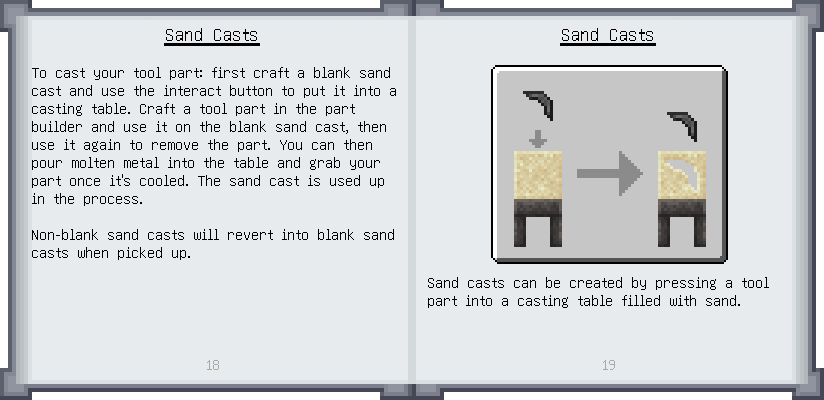 Sand Casts
To cast your tool part: first craft a blank sand
cast and use the interact button to put it into a
casting table. Craft a tool part in the part
builder and use it on the blank sand cast, then
use it again to remove the part. You can then
pour molten metal into the table and grab your
part once it's cooled. The sand cast is used up
in the process.
Non-blank sand casts will revert into blank sand
casts when picked up.
18
Sand Casts
Sand casts can be created by pressing a tool
part into a casting table filled with sand.
19